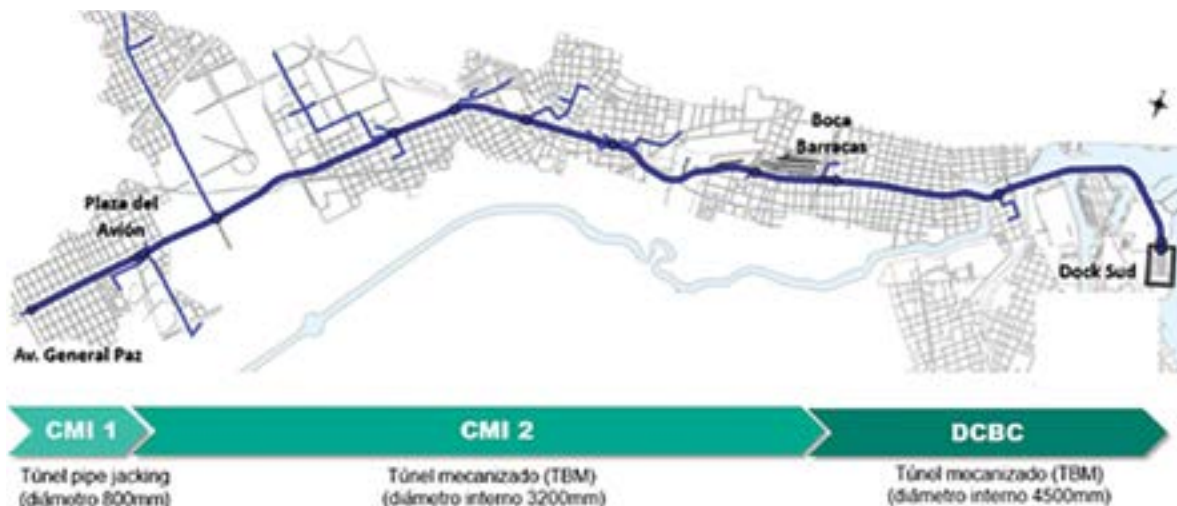 Boca
Barracas
Plaza del
Avión
Dock Sud
Av. General Paz
CMI 1
CMI 2
DCBC
Túnel pipe jacking
(diámetro 800mm)
Túnel mecanizado (TBM)
(diámetro interno 3200mm)
Túnel mecanizado (TBM)
(diámetro interno 4500mm)